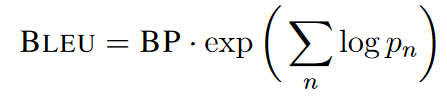 BLEU = BP · exp ( ∑ₙ log pₙ )